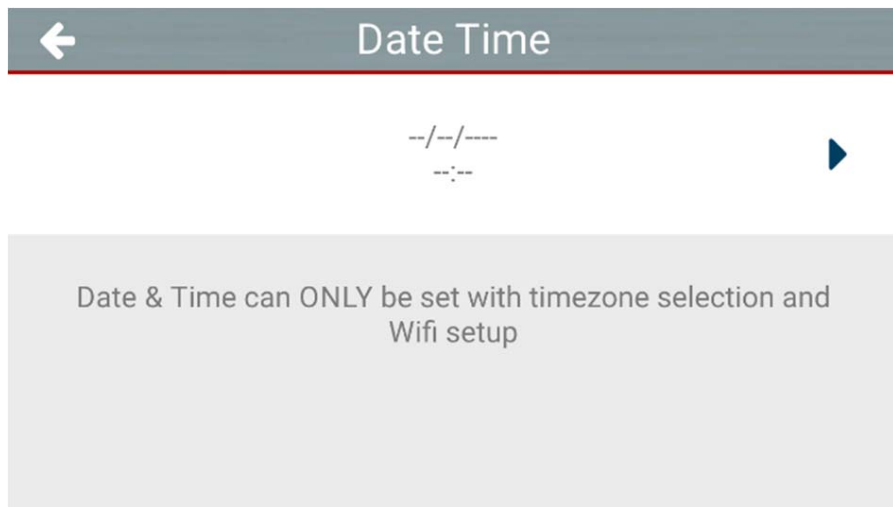 Date Time
--/--/----
--:--
Date & Time can ONLY be set with timezone selection and
Wifi setup